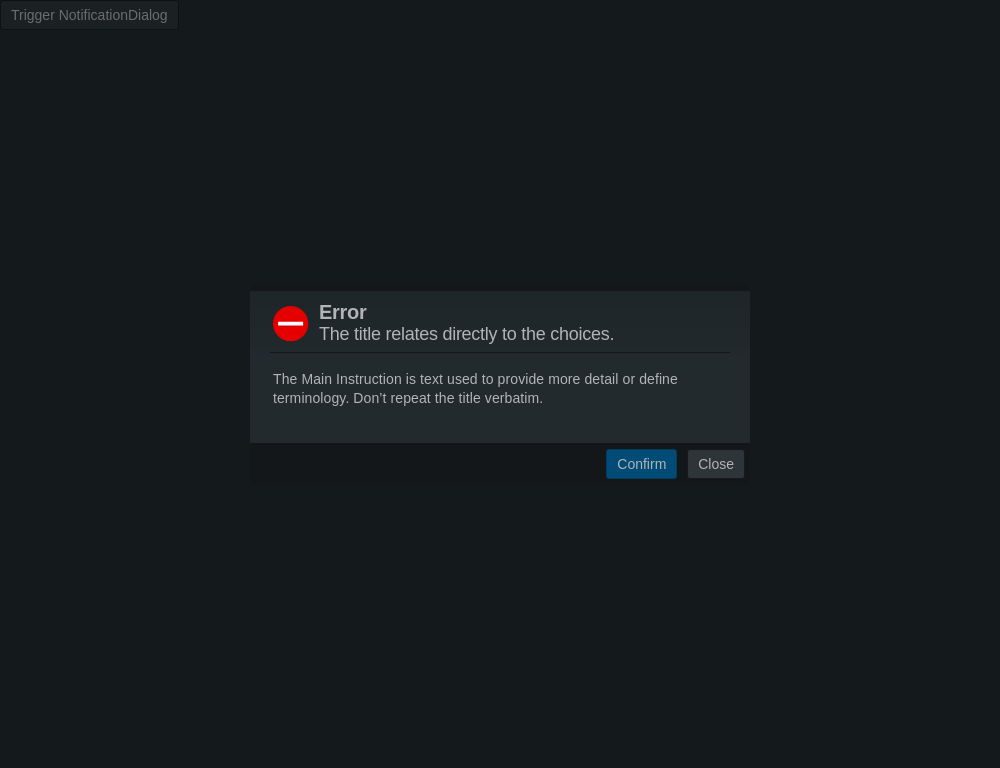 Trigger NotificationDialog
Error
The title relates directly to the choices.
The Main Instruction is text used to provide more detail or define
terminology. Don’t repeat the title verbatim.
Confirm Close